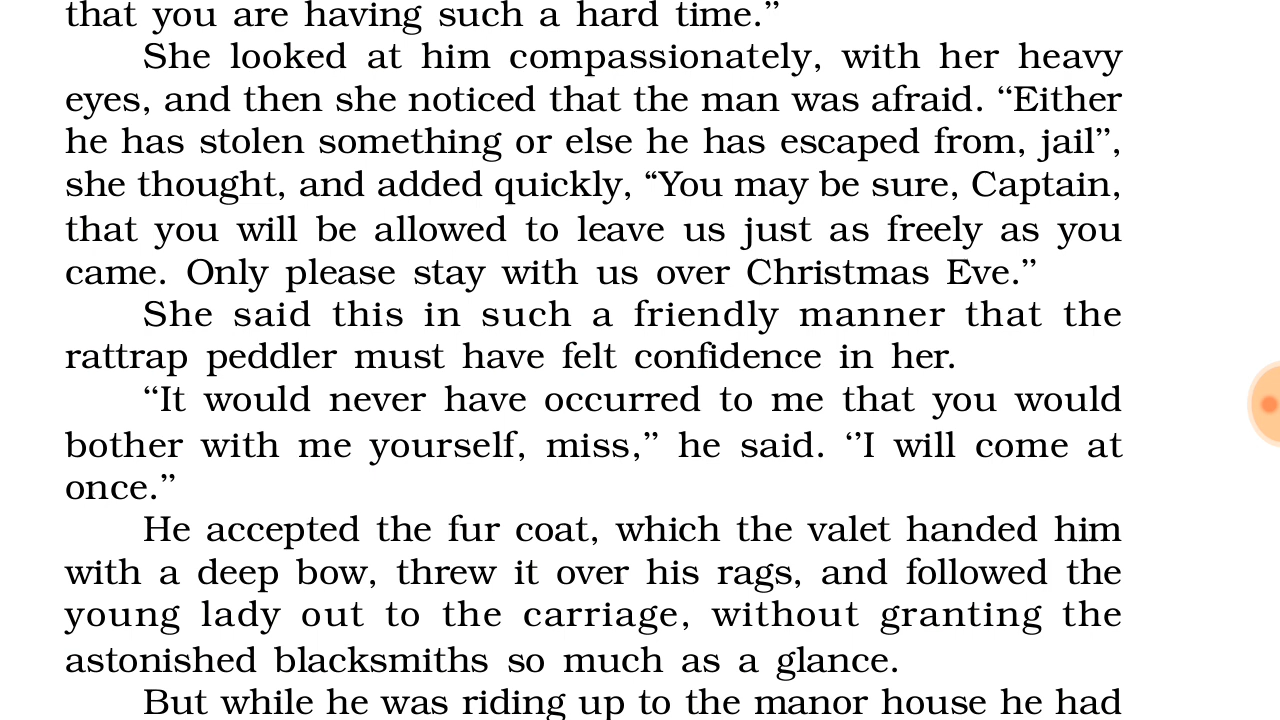 that you are having such a hard time.”
She looked at him compassionately, with her heavy
eyes, and then she noticed that the man was afraid. “Either
he has stolen something or else he has escaped from, jail”,
she thought, and added quickly, “You may be sure, Captain,
that you will be allowed to leave us just as freely as you
came. Only please stay with us over Christmas Eve.”
She said this in such a friendly manner that the
rattrap peddler must have felt confidence in her.
“It would never have occurred to me that you would
bother with me yourself, miss,” he said. ‘’I will come at
once.”
He accepted the fur coat, which the valet handed him
with a deep bow, threw it over his rags, and followed the
young lady out to the carriage, without granting the
astonished blacksmiths so much as a glance.
But while he was riding up to the manor house he had